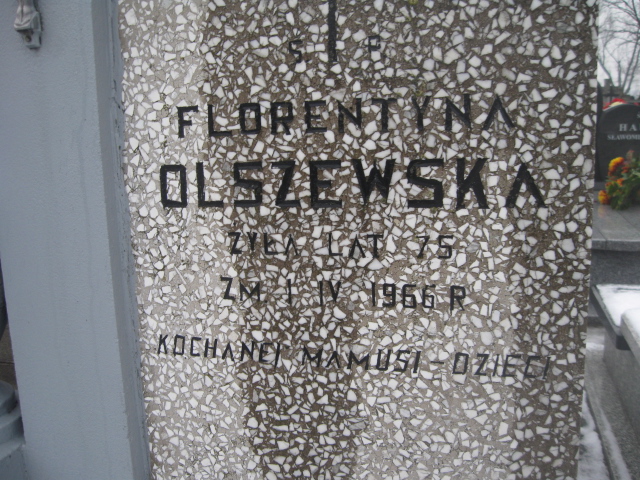 S P
FLORENTYNA
OLSZEWSKA
ŻYŁA LAT 75
ZM. 1 IV 1966 R
KOCHANEJ MAMUSI - DZIECI